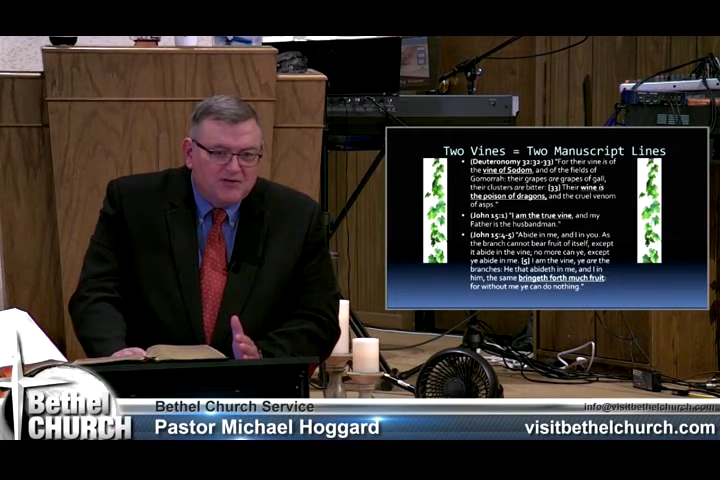 Two Vines = Two Manuscript Lines
• (Deuteronomy 32:32-33) "For their vine is of
the vine of Sodom, and of the fields of
Gomorrah: their grapes are grapes of gall,
their clusters are bitter: [33] Their wine is
the poison of dragons, and the cruel venom
of asps."
• (John 15:1) "I am the true vine, and my
Father is the husbandman."
• (John 15:4-5) "Abide in me, and I in you. As
the branch cannot bear fruit of itself, except
it abide in the vine; no more can ye, except
ye abide in me. [5] I am the vine, ye are the
branches: He that abideth in me, and I in
him, the same bringeth forth much fruit:
for without me ye can do nothing."
Bethel
CHURCH
Bethel Church Service
info@visitbethelchurch.com
Pastor Michael Hoggard
visitbethelchurch.com